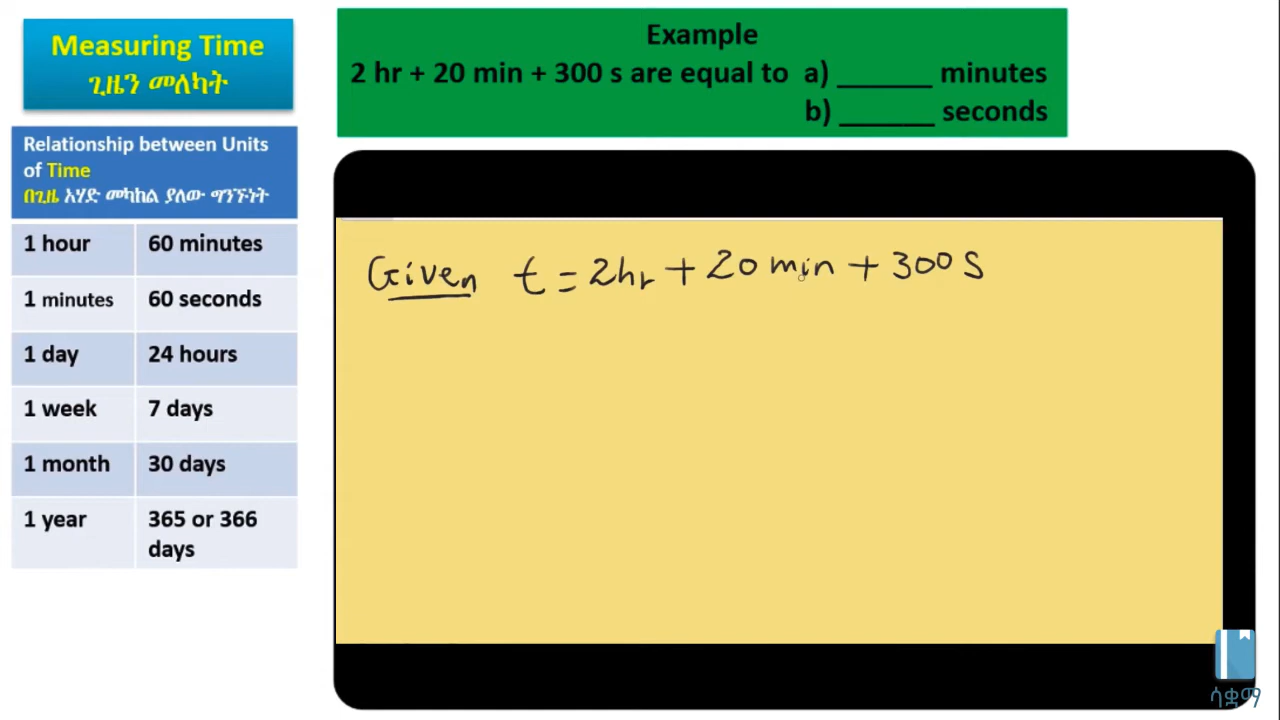 Measuring Time
ጊዜን መለካት
Example
2 hr + 20 min + 300 s are equal to a) ______ minutes
b) ______ seconds
Relationship between Units
of Time
በጊዜ አሃድ መካከል ያለው ግንኙነት
1 hour 60 minutes
1 minutes 60 seconds
1 day 24 hours
1 week 7 days
1 month 30 days
1 year 365 or 366
days
Given t = 2hr + 20 min + 300 S
ሳቋማ